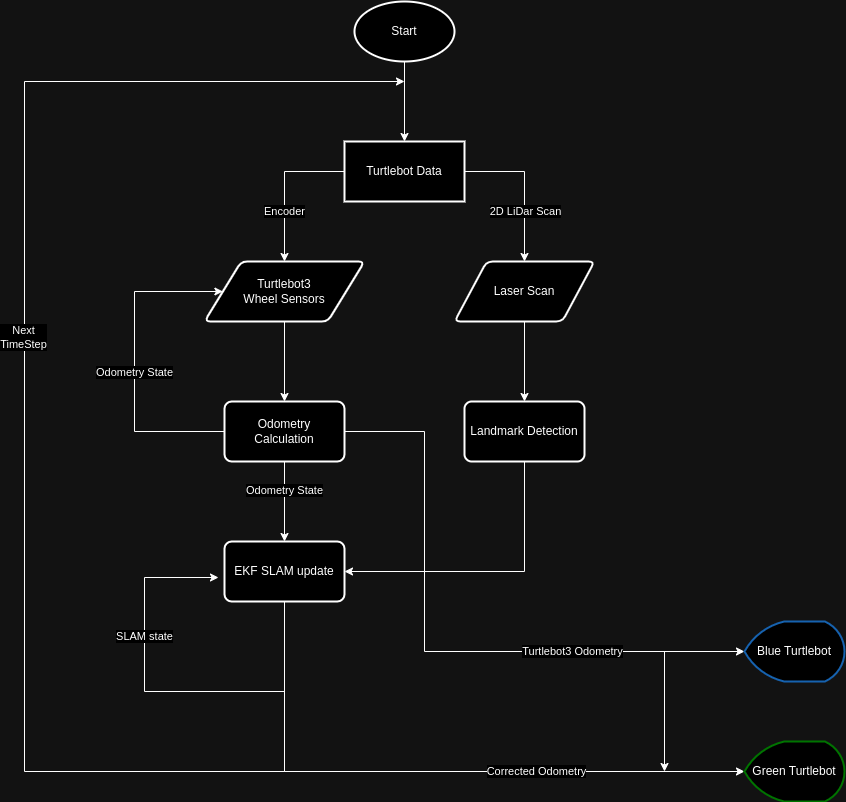 Start
Turtlebot Data
Encoder
2D LiDar Scan
Turtlebot3
Wheel Sensors
Laser Scan
Next
TimeStep
Odometry State
Odometry
Calculation
Landmark Detection
Odometry State
EKF SLAM update
SLAM state
Turtlebot3 Odometry
Blue Turtlebot
Corrected Odometry
Green Turtlebot